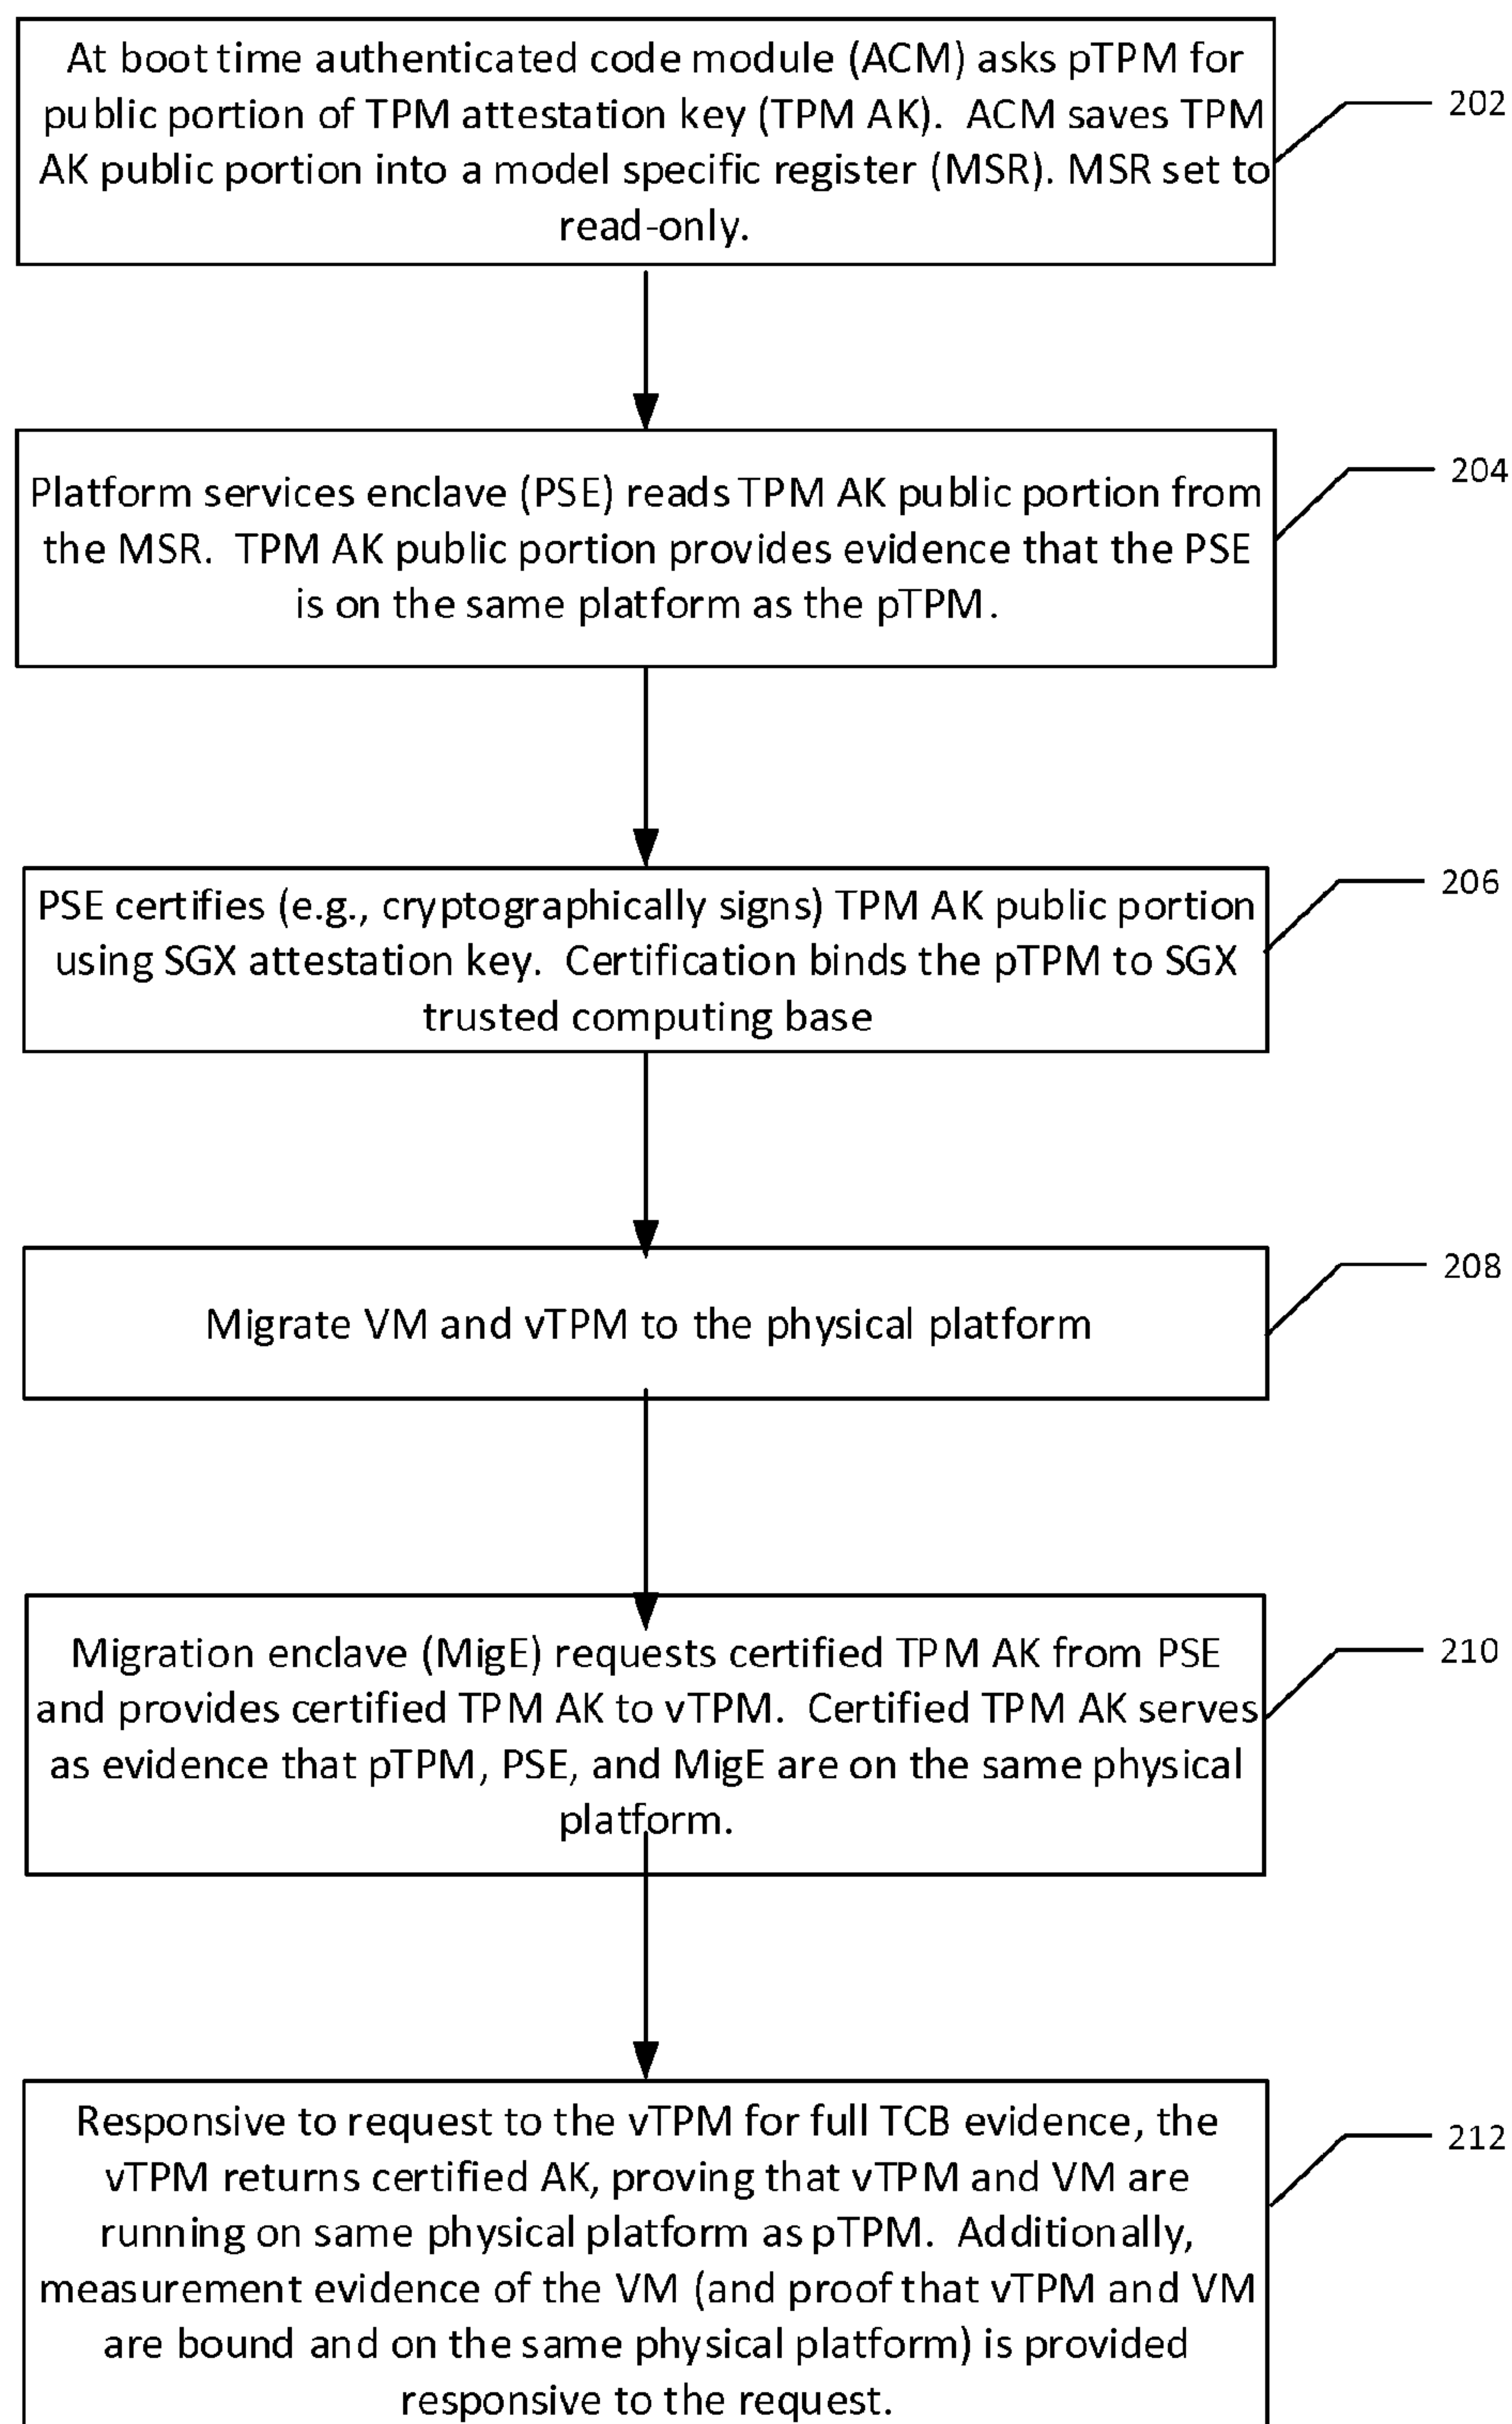 At boot time authenticated code module (ACM) asks pTPM for
public portion of TPM attestation key (TPM AK). ACM saves TPM
AK public portion into a model specific register (MSR). MSR set to
read-only.
202
Platform services enclave (PSE) reads TPM AK public portion from
the MSR. TPM AK public portion provides evidence that the PSE
is on the same platform as the pTPM.
204
PSE certifies (e.g., cryptographically signs) TPM AK public portion
using SGX attestation key. Certification binds the pTPM to SGX
trusted computing base
206
Migrate VM and vTPM to the physical platform
208
Migration enclave (MigE) requests certified TPM AK from PSE
and provides certified TPM AK to vTPM. Certified TPM AK serves
as evidence that pTPM, PSE, and MigE are on the same physical
platform.
210
Responsive to request to the vTPM for full TCB evidence, the
vTPM returns certified AK, proving that vTPM and VM are
running on same physical platform as pTPM. Additionally,
measurement evidence of the VM (and proof that vTPM and VM
are bound and on the same physical platform) is provided
responsive to the request.
212